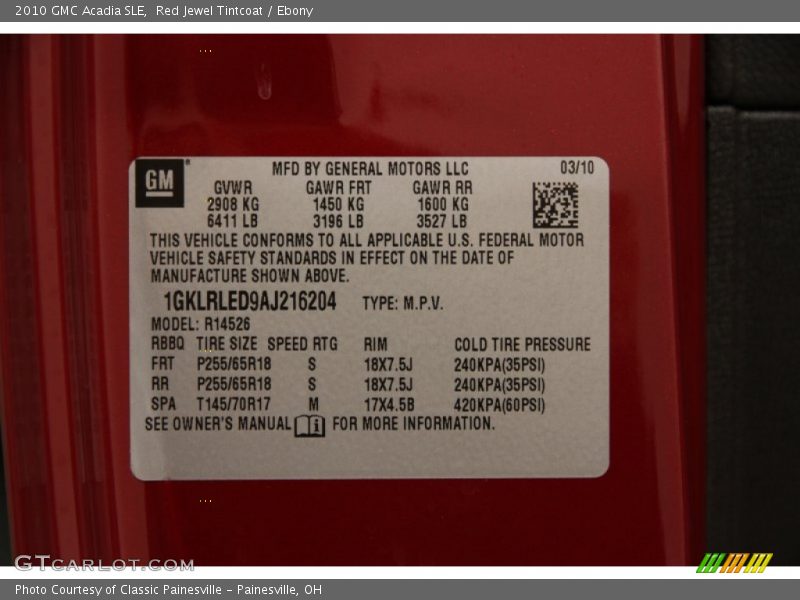 2010 GMC Acadia SLE, Red Jewel Tintcoat / Ebony
GM
MFD BY GENERAL MOTORS LLC 03/10
GVWR GAWR FRT GAWR RR
2908 KG 1450 KG 1600 KG
6411 LB 3196 LB 3527 LB
THIS VEHICLE CONFORMS TO ALL APPLICABLE U.S. FEDERAL MOTOR
VEHICLE SAFETY STANDARDS IN EFFECT ON THE DATE OF
MANUFACTURE SHOWN ABOVE.
1GKLRLED9AJ216204 TYPE: M.P.V.
MODEL: R14526
RBBQ TIRE SIZE SPEED RTG RIM COLD TIRE PRESSURE
FRT P255/65R18 S 18X7.5J 240KPA(35PSI)
RR P255/65R18 S 18X7.5J 240KPA(35PSI)
SPA T145/70R17 M 17X4.5B 420KPA(60PSI)
SEE OWNER'S MANUAL FOR MORE INFORMATION.
GTCARLOT.COM
Photo Courtesy of Classic Painesville - Painesville, OH